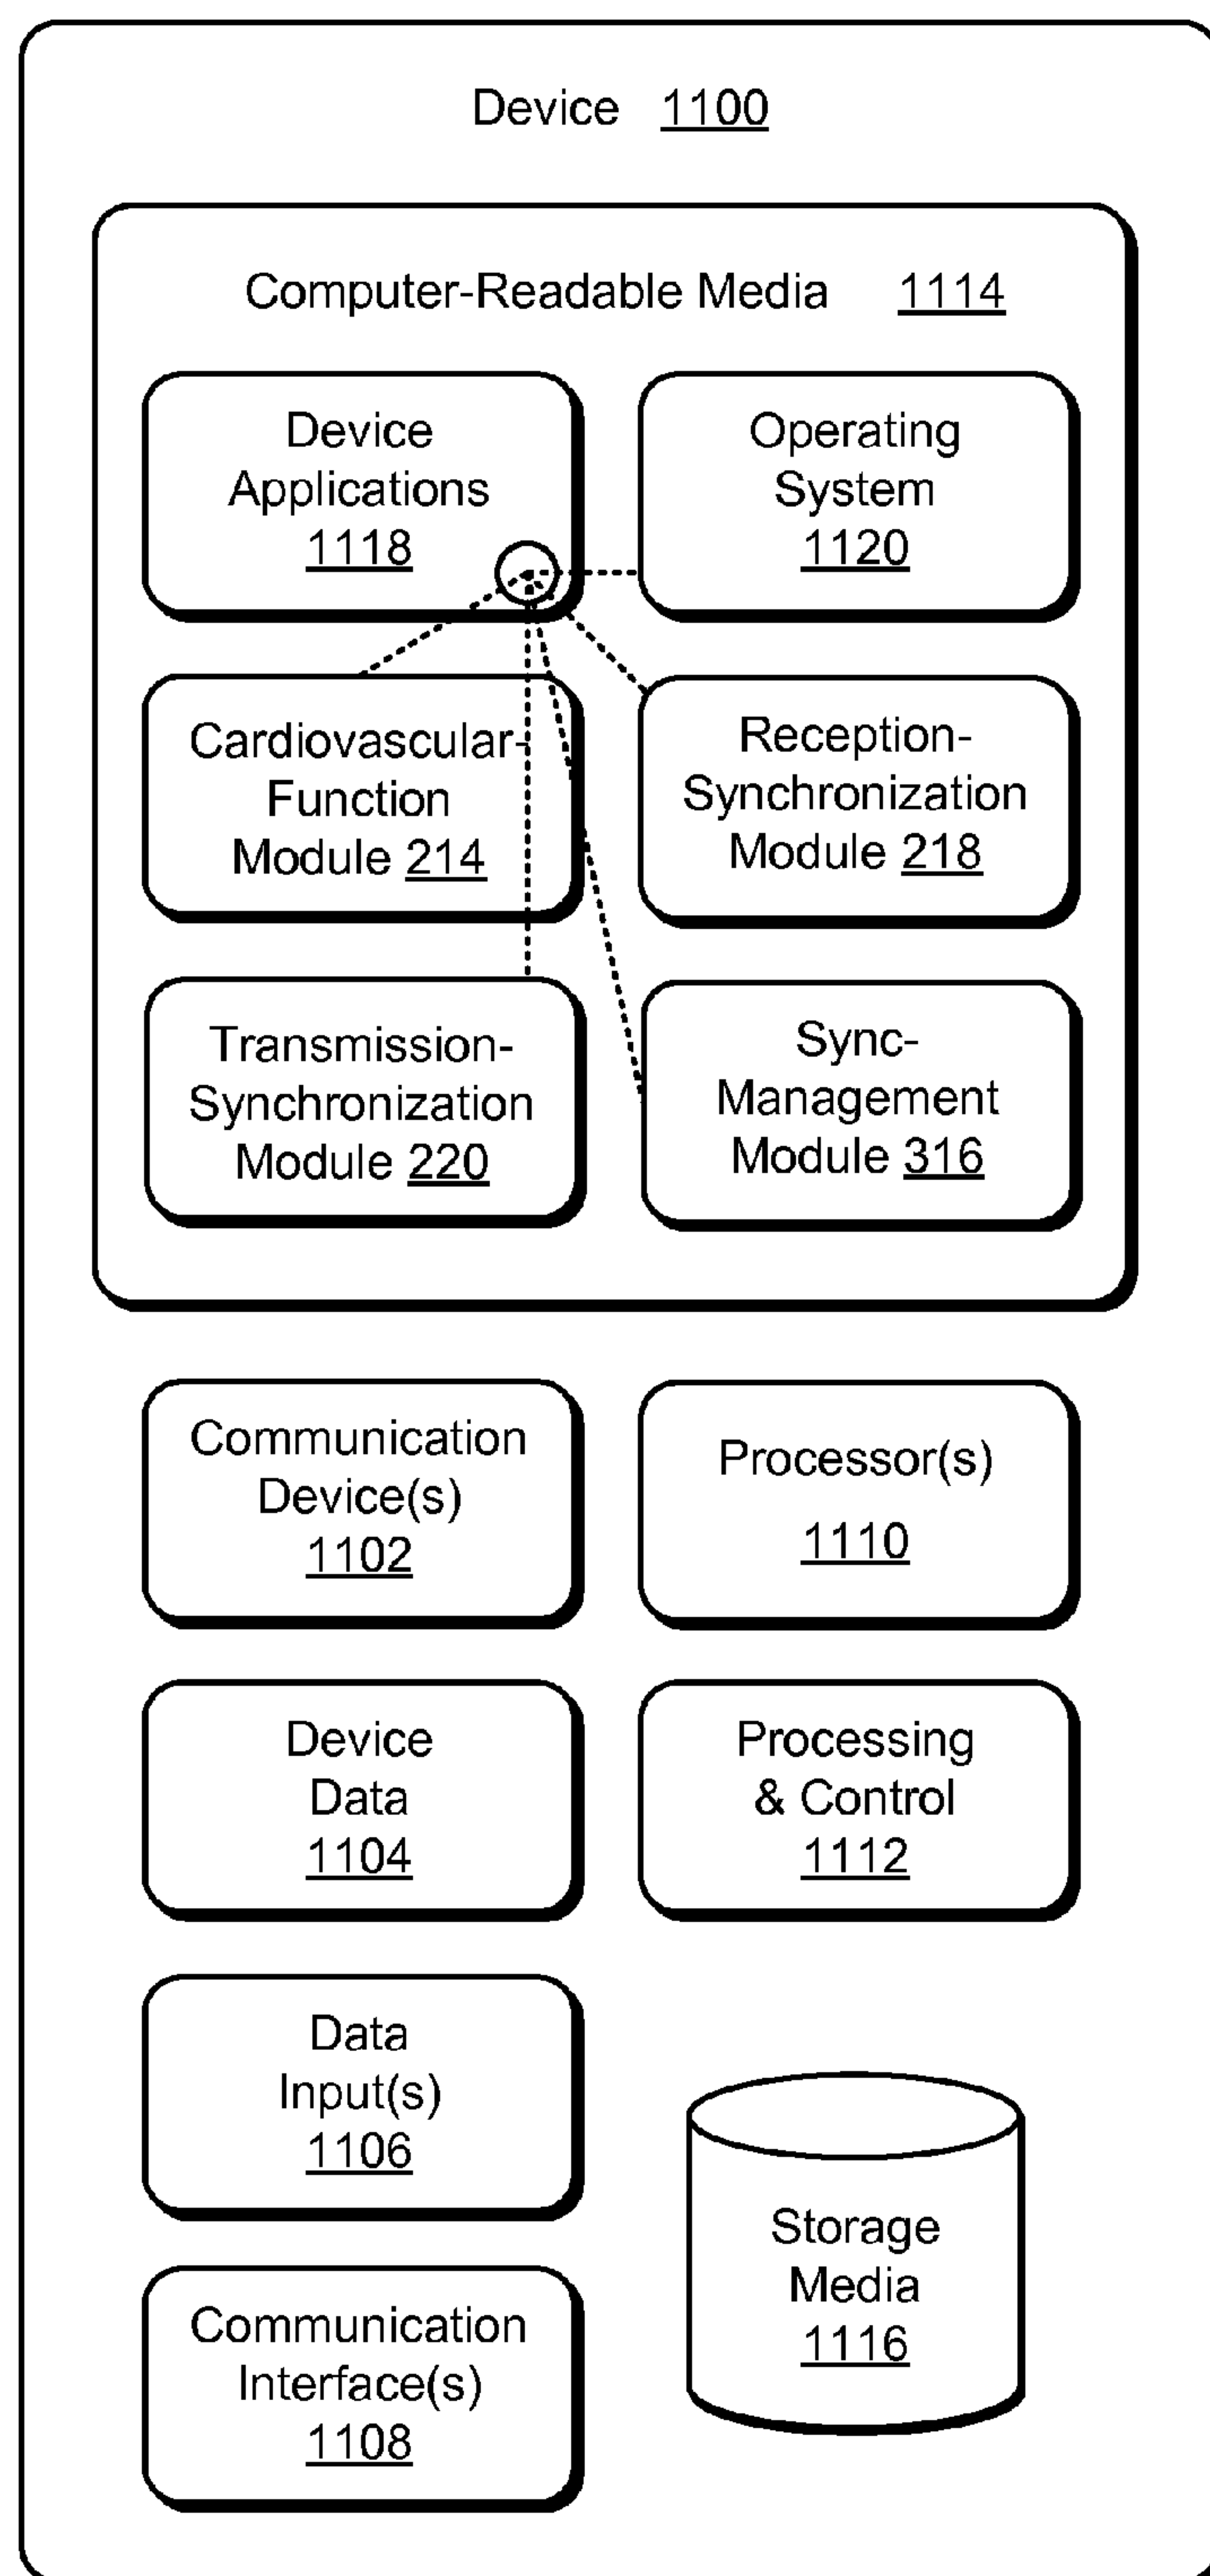 Device 1100
Computer-Readable Media 1114
Device
Applications
1118
Operating
System
1120
Cardiovascular-
Function
Module 214
Reception-
Synchronization
Module 218
Transmission-
Synchronization
Module 220
Sync-
Management
Module 316
Communication
Device(s)
1102
Processor(s)
1110
Device
Data
1104
Processing
& Control
1112
Data
Input(s)
1106
Storage
Media
1116
Communication
Interface(s)
1108